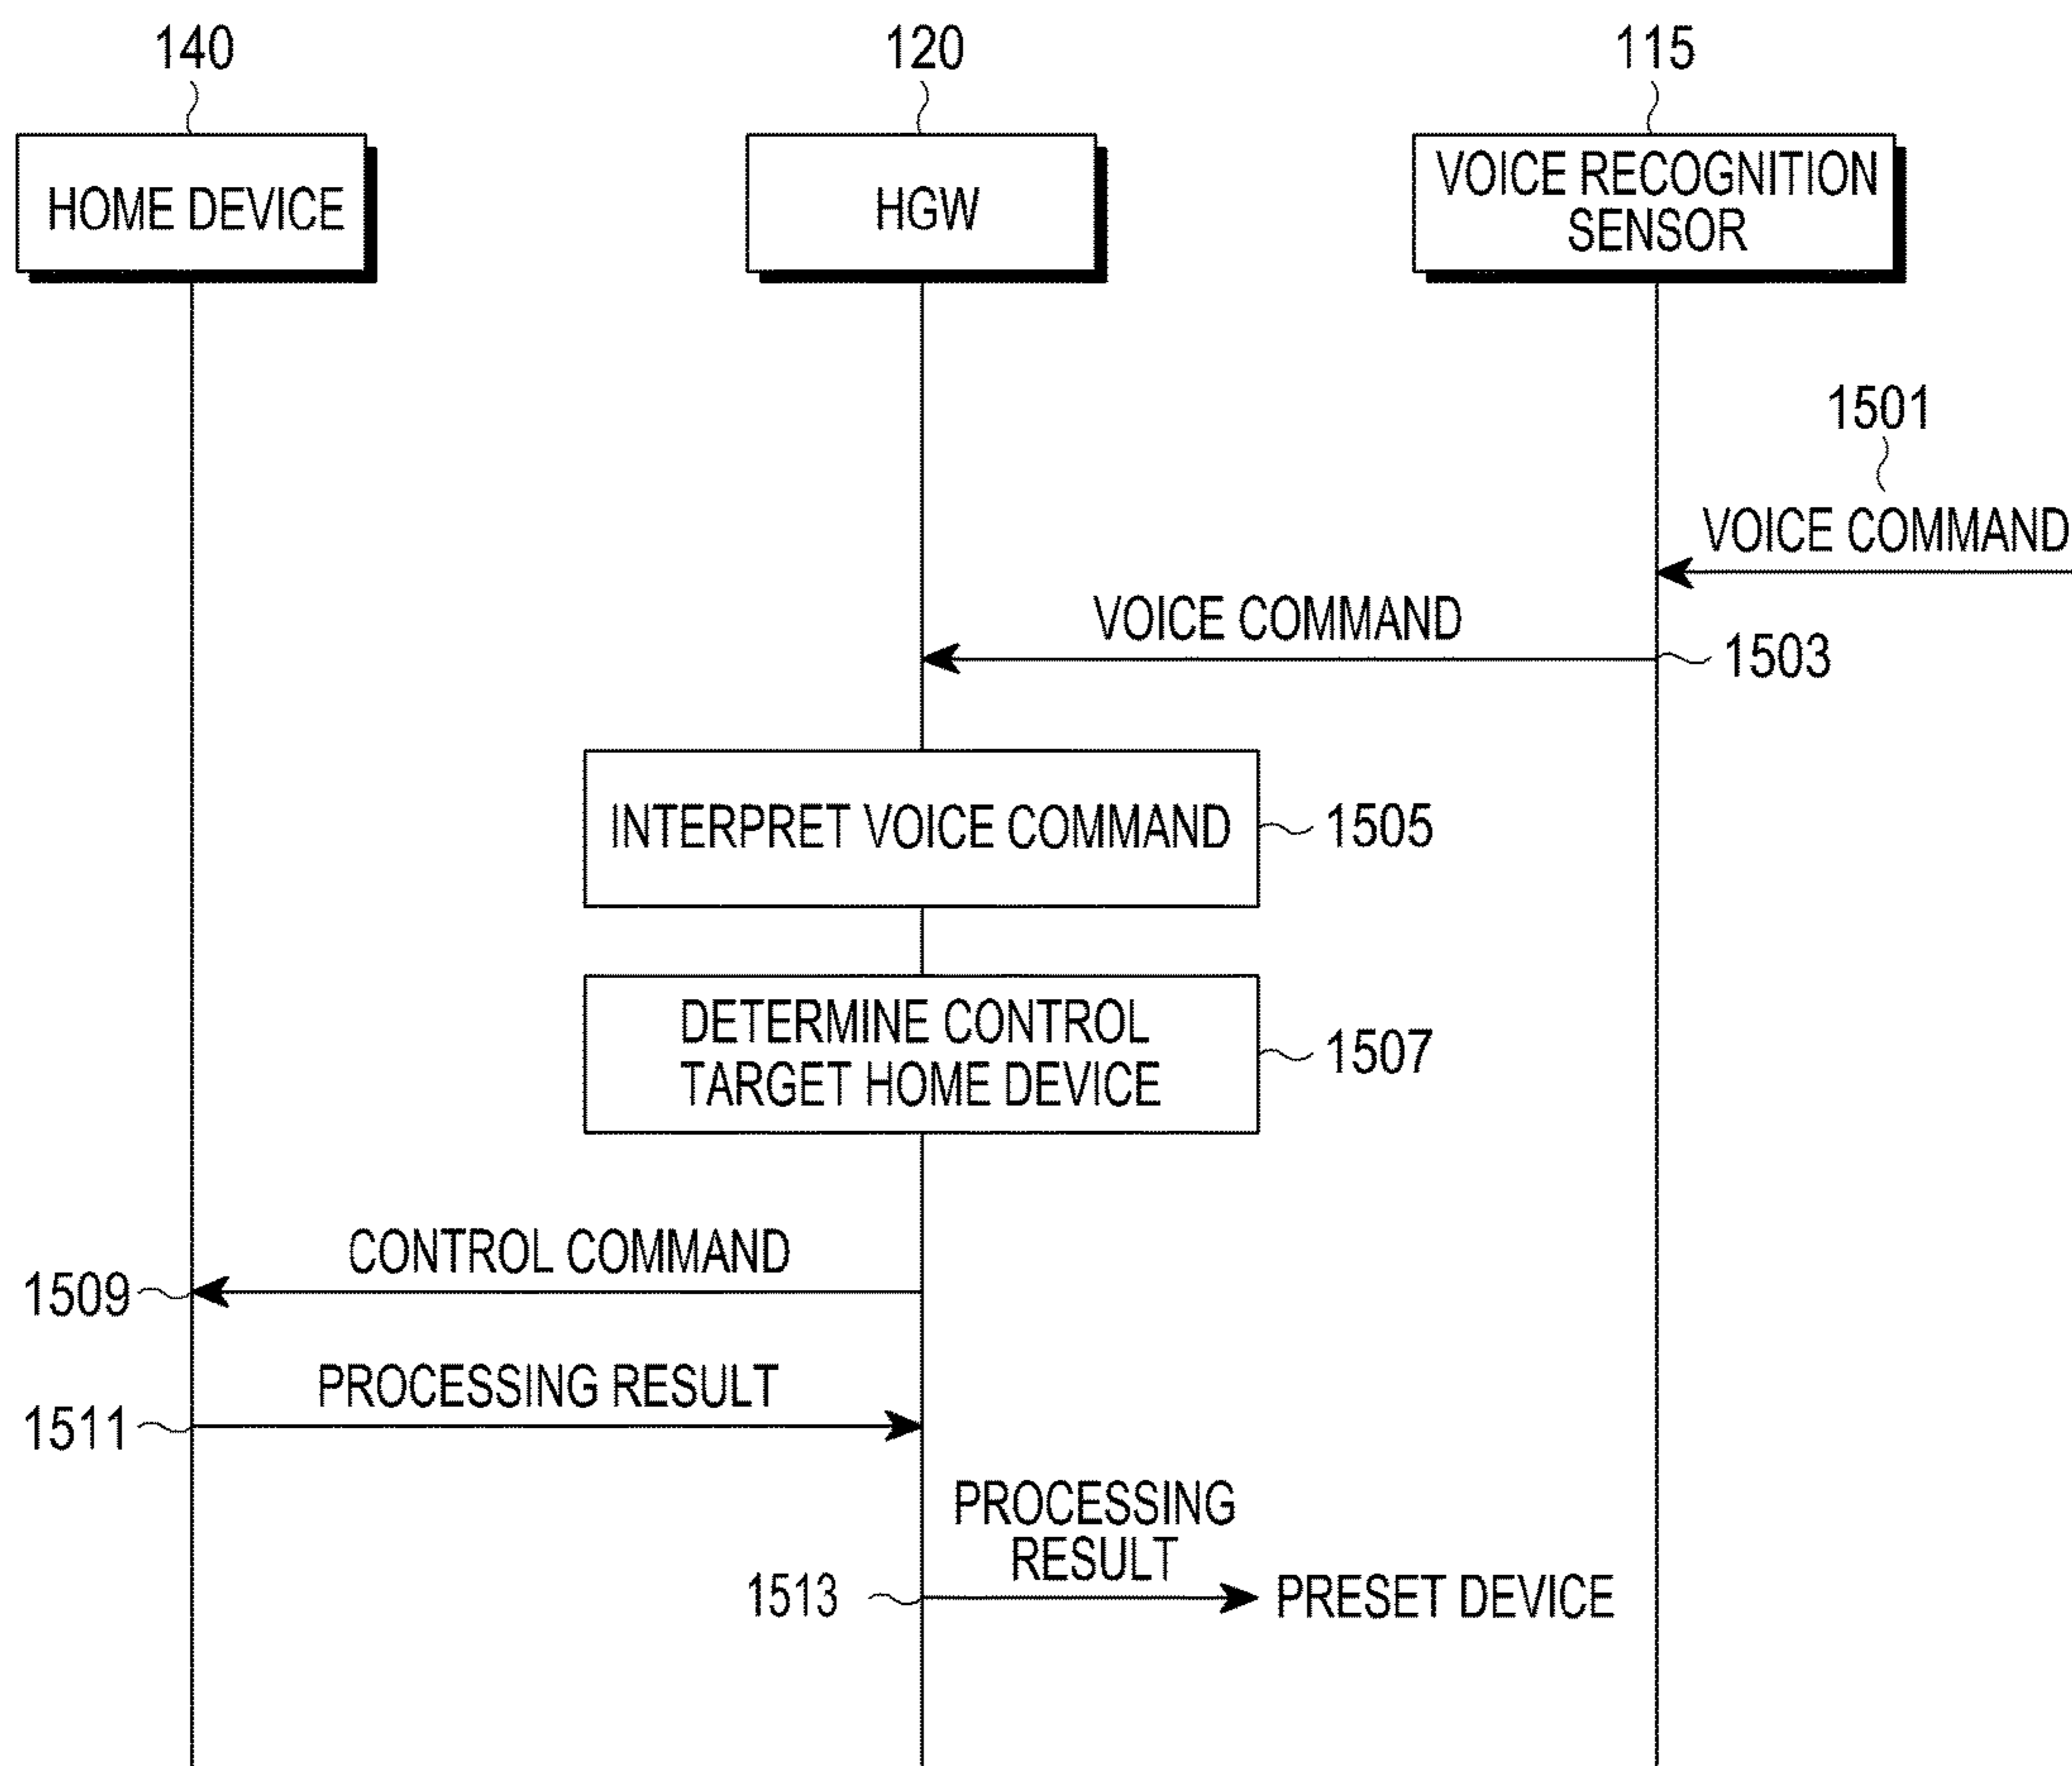 140
120
115
HOME DEVICE
HGW
VOICE RECOGNITION
SENSOR
1501
VOICE COMMAND
VOICE COMMAND
1503
INTERPRET VOICE COMMAND
1505
DETERMINE CONTROL
TARGET HOME DEVICE
1507
CONTROL COMMAND
1509
PROCESSING RESULT
1511
PROCESSING
RESULT
1513
PRESET DEVICE